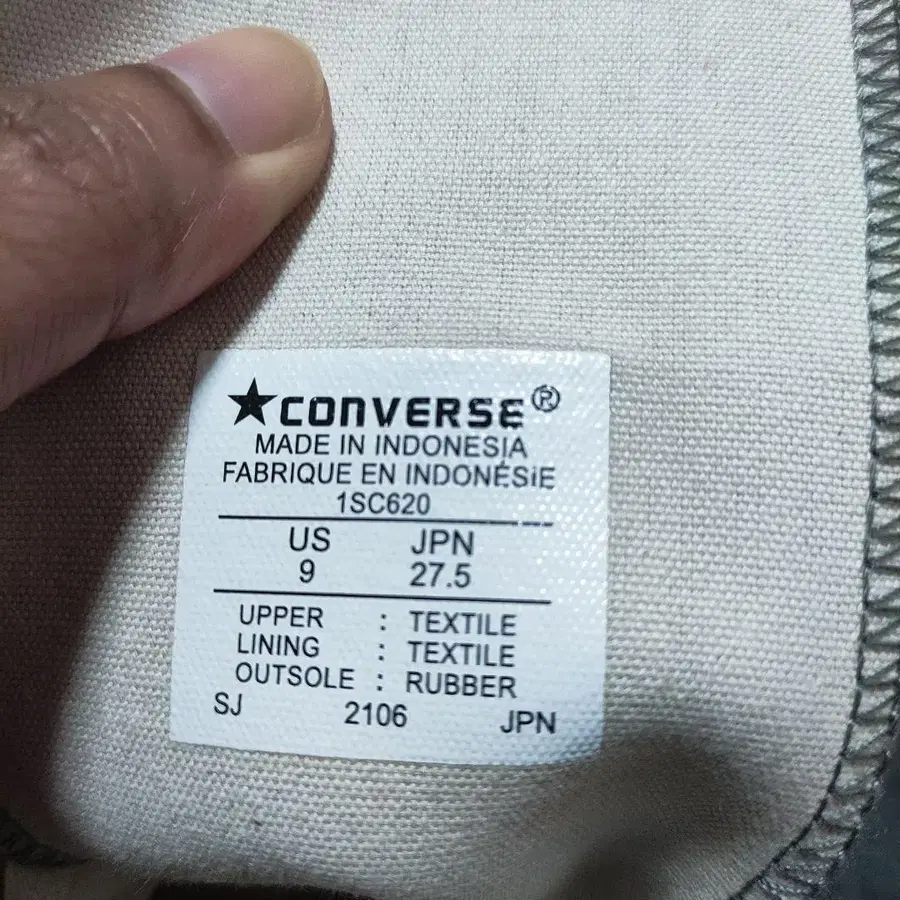 ★CONVERSE®
MADE IN INDONESIA
FABRIQUE EN INDONÉSIE
1SC620
US JPN
9 27.5
UPPER : TEXTILE
LINING : TEXTILE
OUTSOLE : RUBBER
SJ 2106 JPN